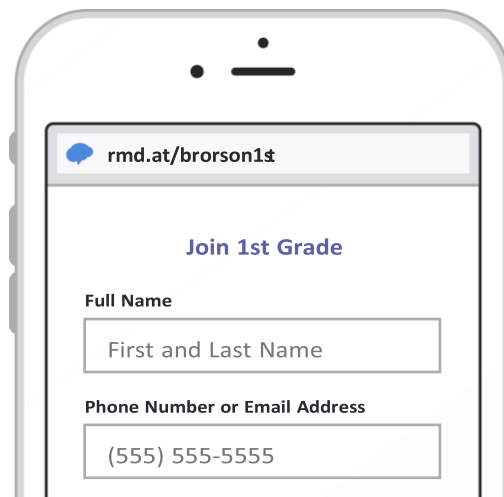 rmd.at/brorson1st
Join 1st Grade
Full Name
First and Last Name
Phone Number or Email Address
(555) 555-5555